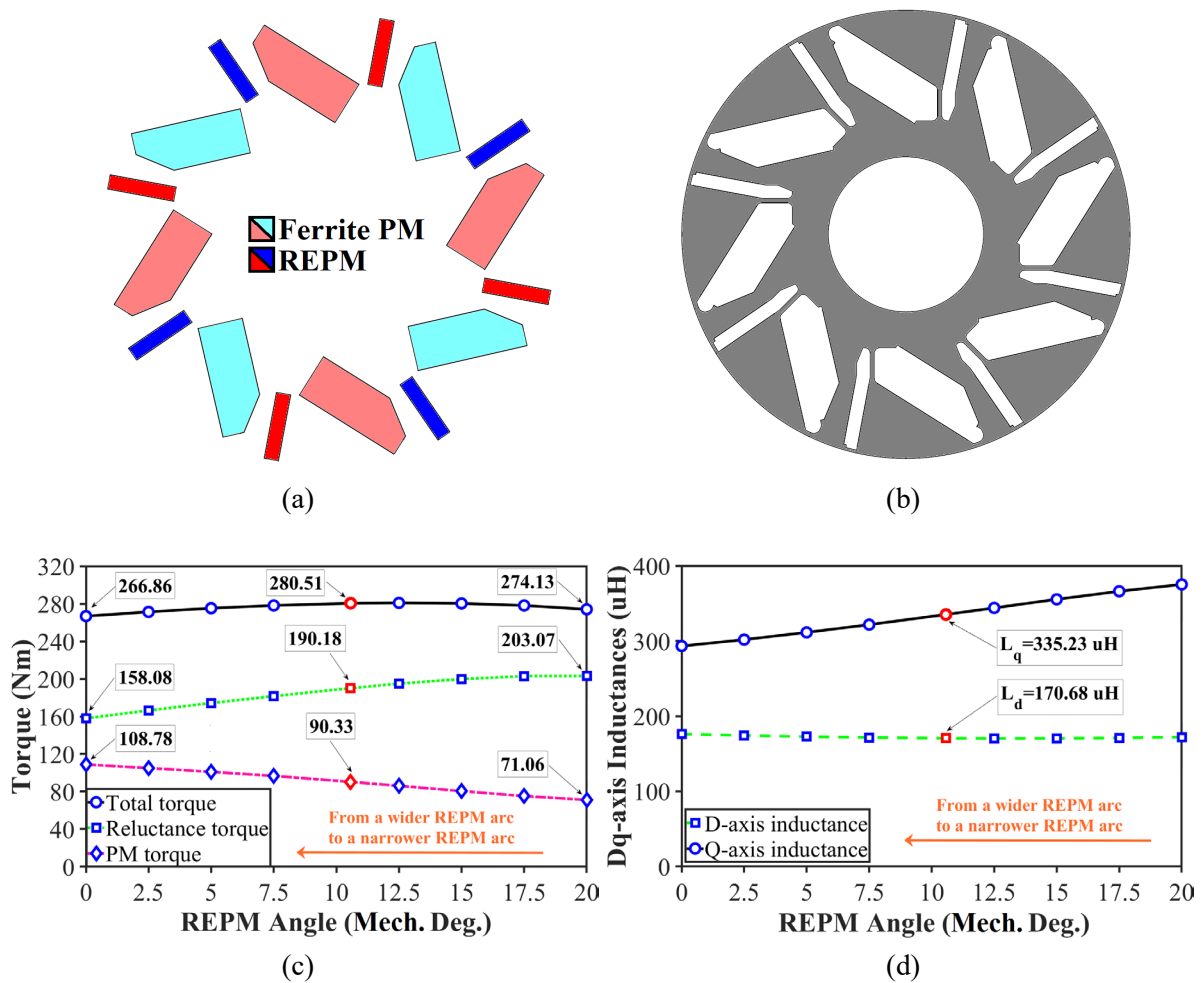 Ferrite PM
REPM
(a)
(b)
Torque (Nm)
320
280
240
200
160
120
80
40
0
266.86
280.51
274.13
190.18
203.07
158.08
108.78
90.33
71.06
Total torque
Reluctance torque
PM torque
From a wider REPM arc
to a narrower REPM arc
0
2.5
5
7.5
10
12.5
15
17.5
20
REPM Angle (Mech. Deg.)
(c)
Dq-axis Inductances (uH)
400
300
200
100
0
Lq=335.23 uH
Ld=170.68 uH
D-axis inductance
Q-axis inductance
From a wider REPM arc
to a narrower REPM arc
0
2.5
5
7.5
10
12.5
15
17.5
20
REPM Angle (Mech. Deg.)
(d)